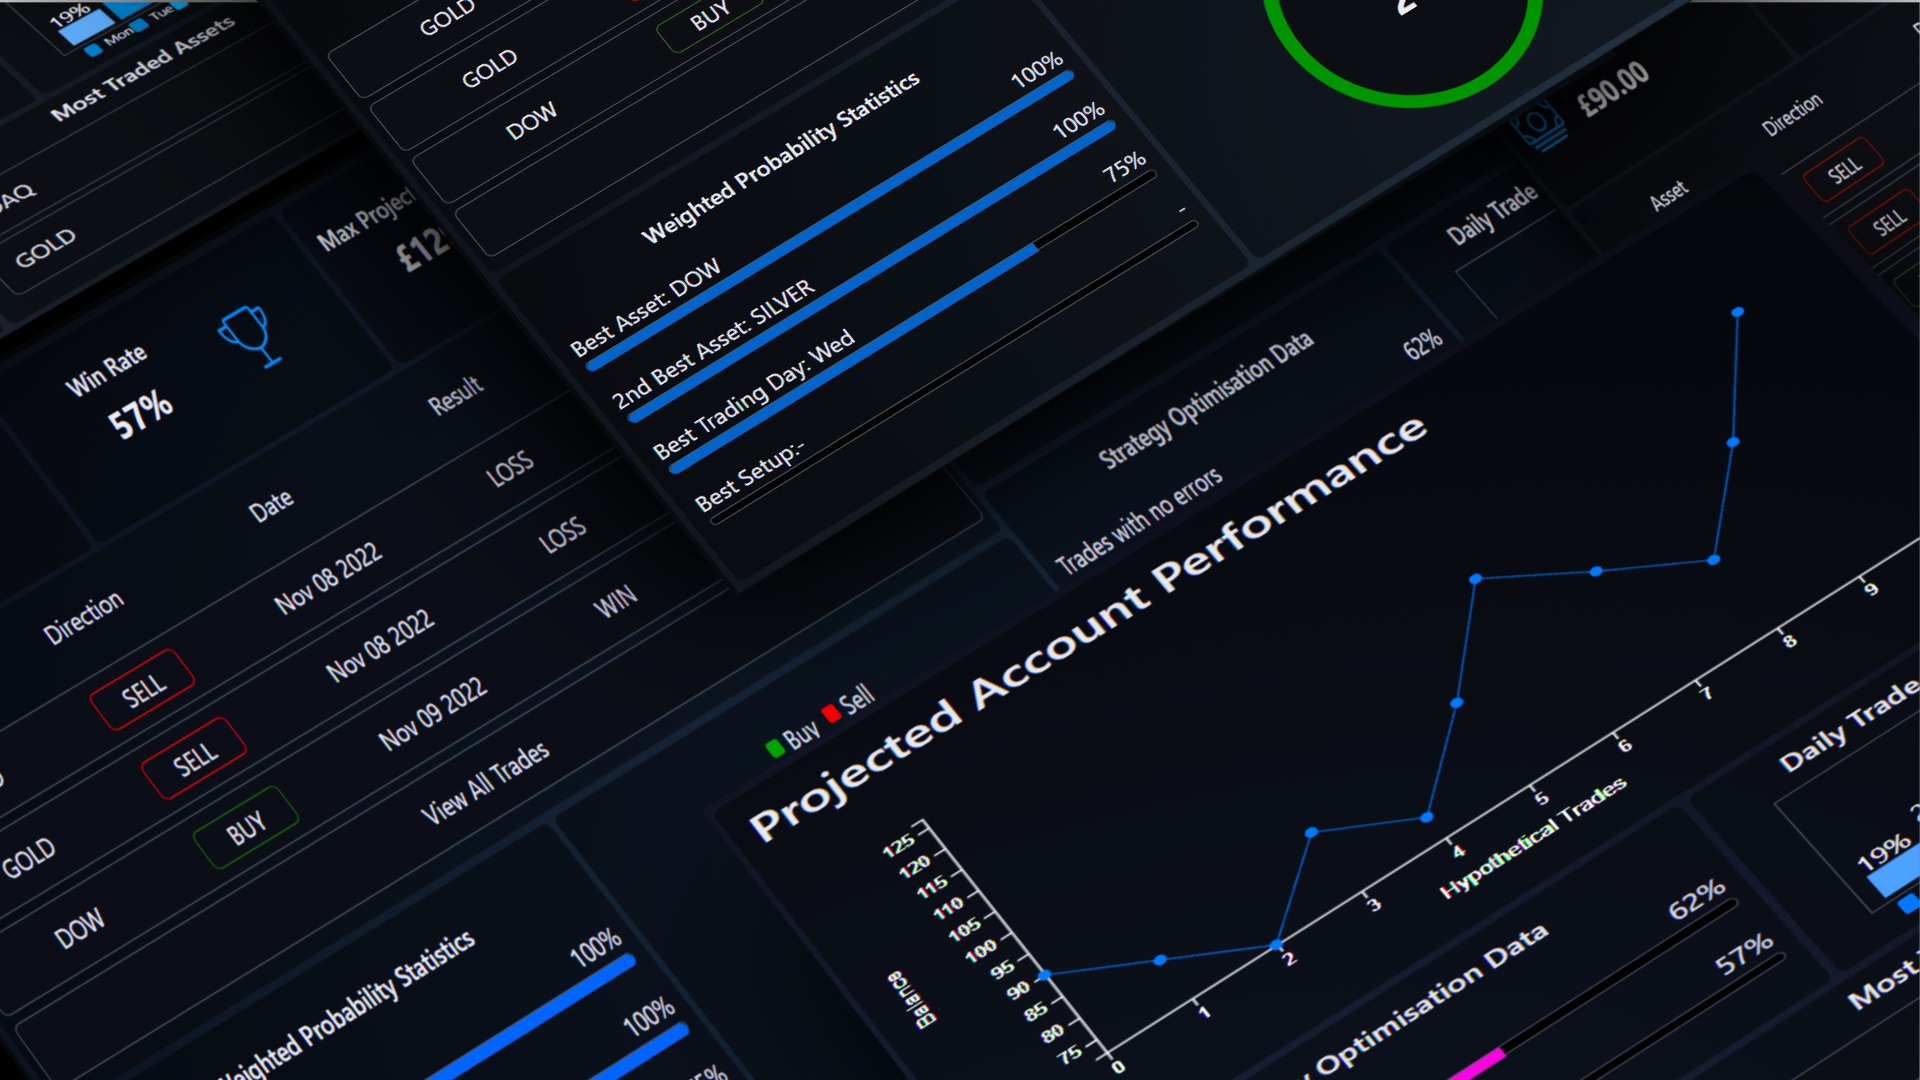 19%
Mon Tue
Most Traded Assets
GOLD
Win Rate
57%
Direction Date Result
SELL Nov 08 2022 LOSS
GOLD SELL Nov 08 2022 LOSS
DOW BUY Nov 09 2022 WIN
View All Trades
Weighted Probability Statistics
100%
100%
GOLD
GOLD BUY
DOW
Weighted Probability Statistics
Best Asset: DOW 100%
2nd Best Asset: SILVER 100%
Best Trading Day: Wed 75%
Best Setup:- -
£90.00
Asset Direction
SELL
SELL
Daily Trade
Strategy Optimisation Data
Trades with no errors 62%
Buy Sell
Projected Account Performance
125
120
115
110
105
100
95
90
85
80
75
Balance
0 1 2 3 4 5 6 7 8 9
Hypothetical Trades
Optimisation Data
62%
57%
Daily Trade
19%
Most